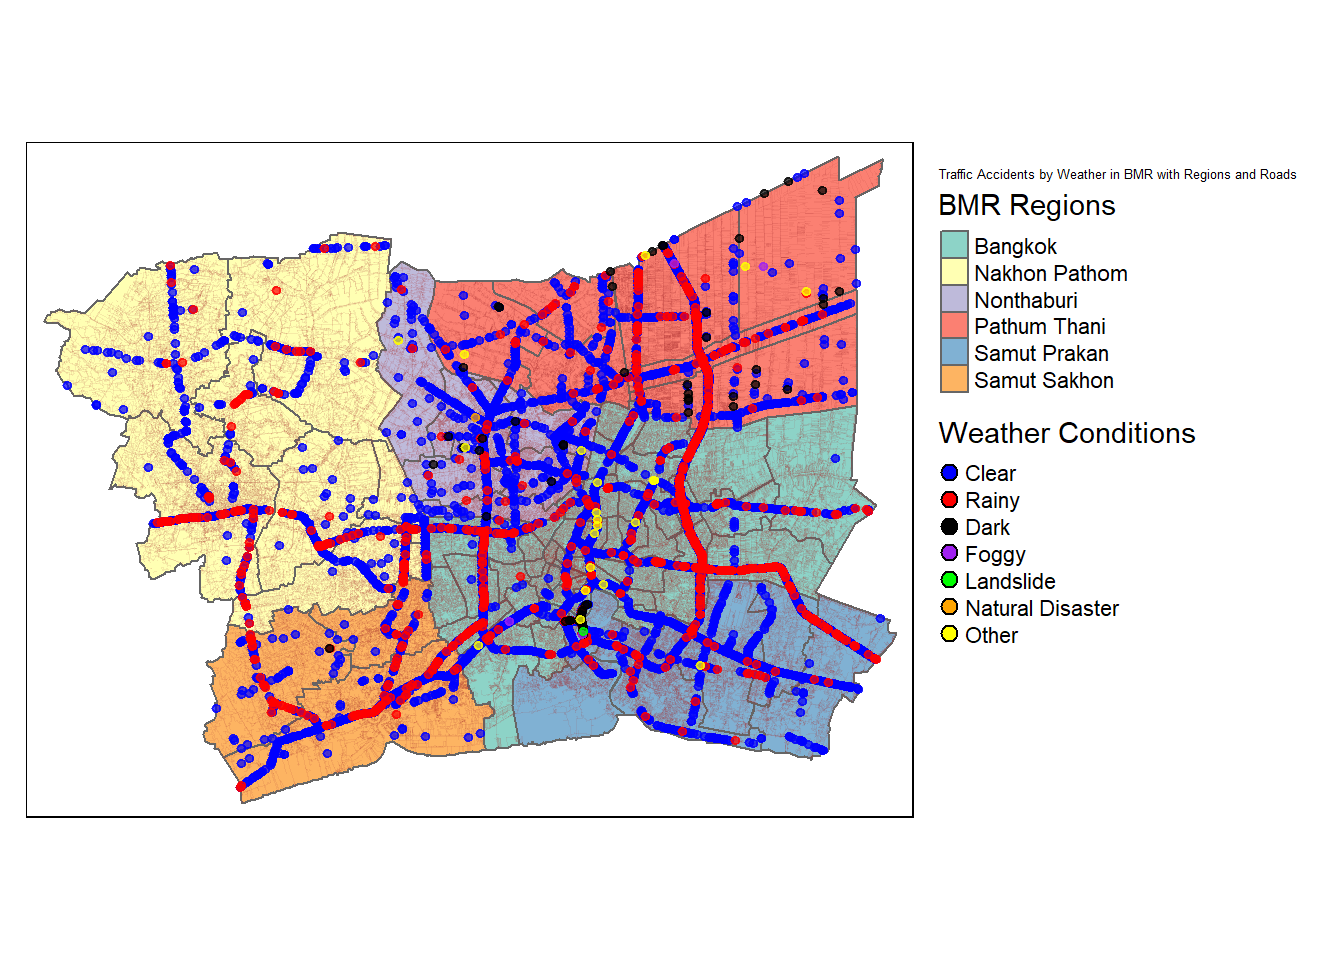 Traffic Accidents by Weather in BMR with Regions and Roads
BMR Regions
Bangkok
Nakhon Pathom
Nonthaburi
Pathum Thani
Samut Prakan
Samut Sakhon
Weather Conditions
Clear
Rainy
Dark
Foggy
Landslide
Natural Disaster
Other